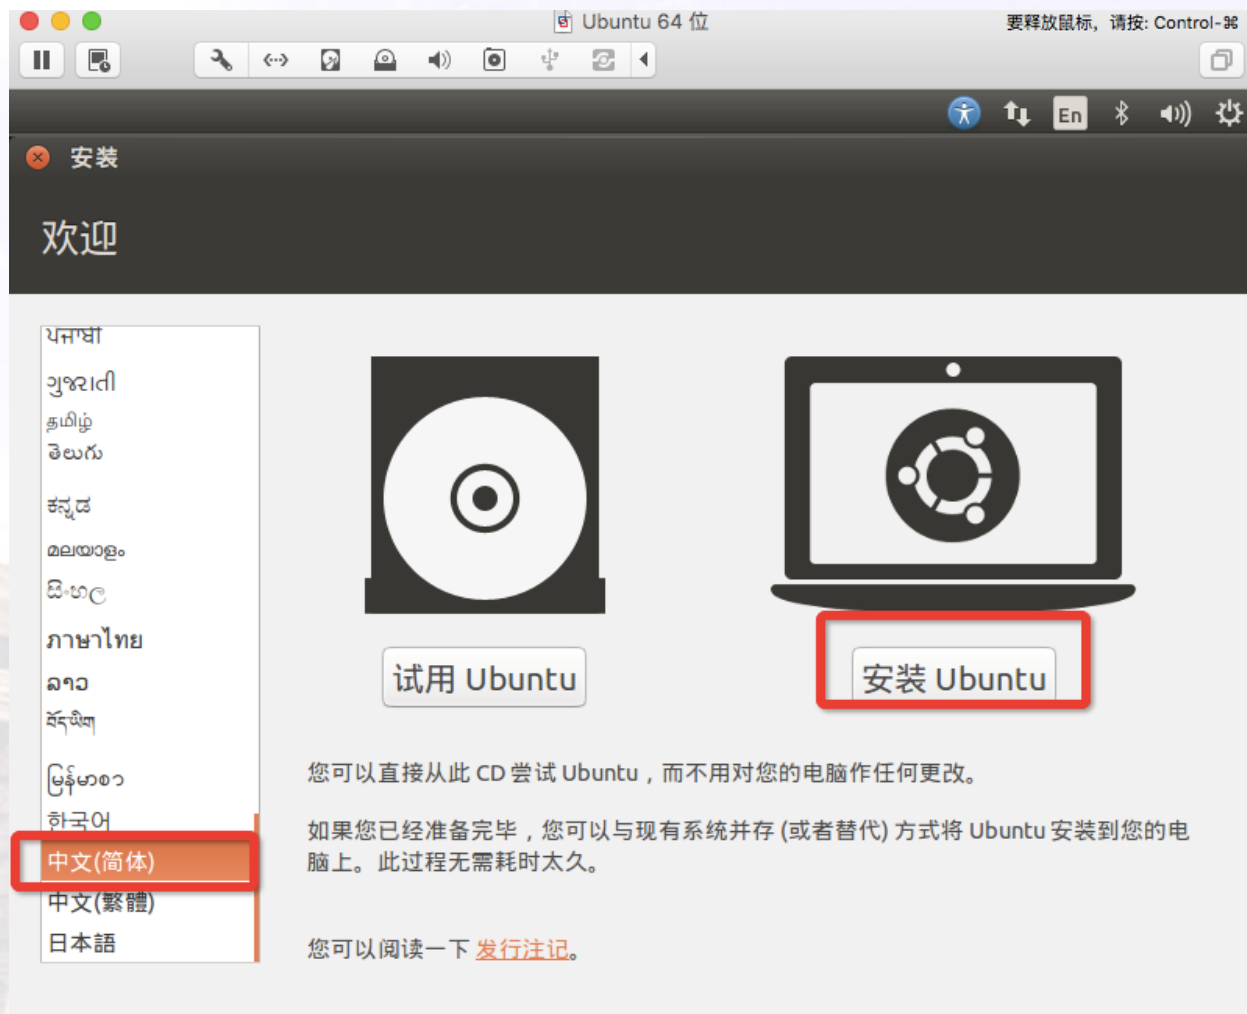 Ubuntu 64 位
要释放鼠标，请按: Control-⌘
En
安装
欢迎
ਪੰਜਾਬੀ
ગુજરાતી
தமிழ்
తెలుగు
ಕನ್ನಡ
മലയാളം
සිංහල
ภาษาไทย
ລາວ
བོད་ཡིག
မြန်မာစာ
한국어
中文(简体)
中文(繁體)
日本語
试用 Ubuntu
安装 Ubuntu
您可以直接从此 CD 尝试 Ubuntu，而不用对您的电脑作任何更改。
如果您已经准备完毕，您可以与现有系统并存 (或者替代) 方式将 Ubuntu 安装到您的电
脑上。此过程无需耗时太久。
您可以阅读一下 发行注记。